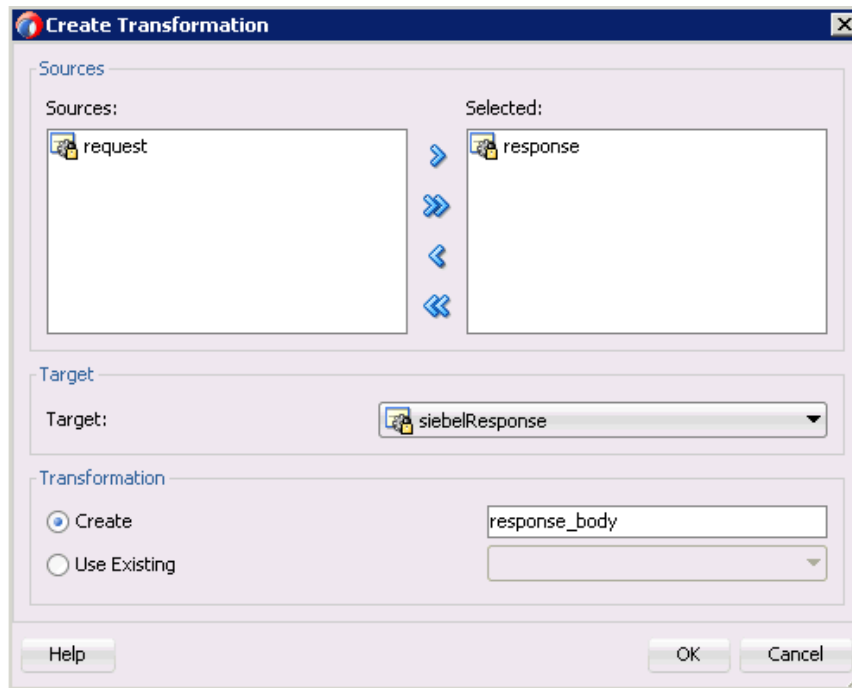 Create Transformation
Sources
Sources:
Selected:
request
response
Target
Target:
siebelResponse
Transformation
Create
response_body
Use Existing
Help
OK
Cancel